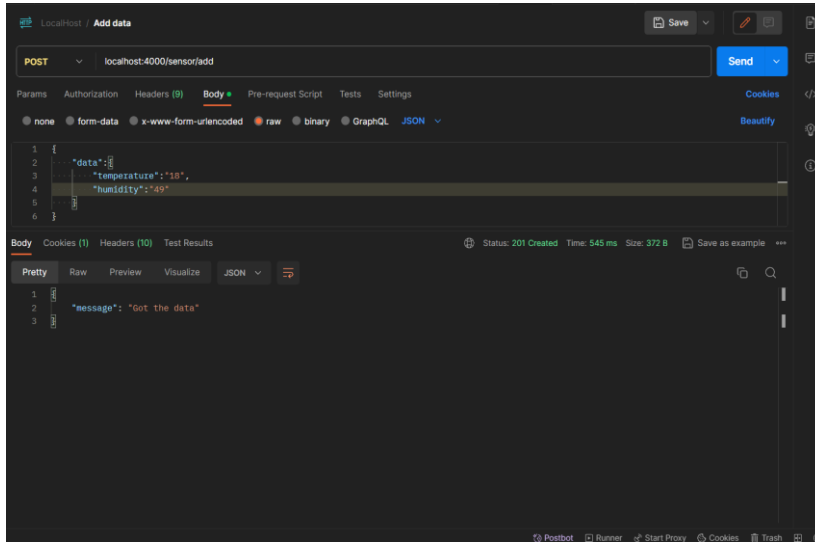 LocalHost / Add data
Save
POST
localhost:4000/sensor/add
Send
Params Authorization Headers (9) Body Pre-request Script Tests Settings Cookies
none form-data x-www-form-urlencoded raw binary GraphQL JSON Beautify
1 {
2 "data":{
3 "temperature":"18",
4 "humidity":"49"
5 }
6 }
Body Cookies (1) Headers (10) Test Results Status: 201 Created Time: 545 ms Size: 372 B Save as example
Pretty Raw Preview Visualize JSON
1 {
2 "message": "Got the data"
3 }
Postbot Runner Start Proxy Cookies Trash